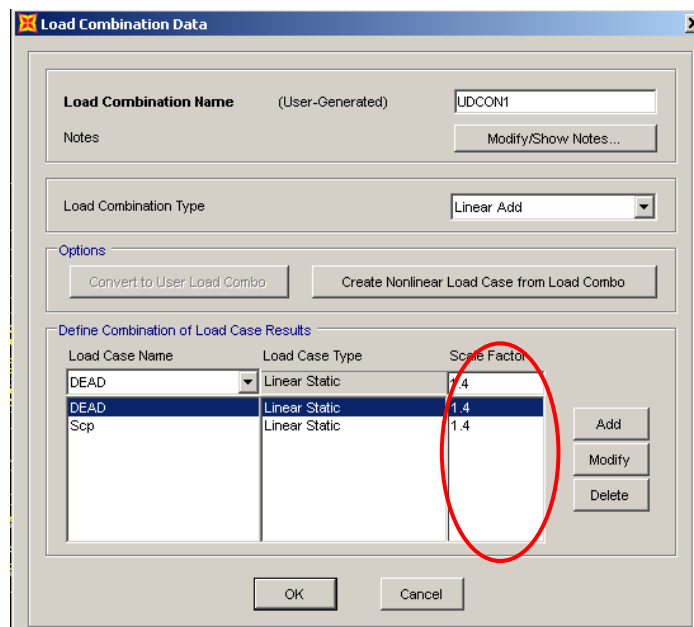 Load Combination Data
Load Combination Name (User-Generated) UDCON1
Notes Modify/Show Notes...
Load Combination Type Linear Add
Options
Convert to User Load Combo Create Nonlinear Load Case from Load Combo
Define Combination of Load Case Results
Load Case Name Load Case Type Scale Factor
DEAD Linear Static 1.4
DEAD Linear Static 1.4
Scp Linear Static 1.4
Add
Modify
Delete
OK Cancel